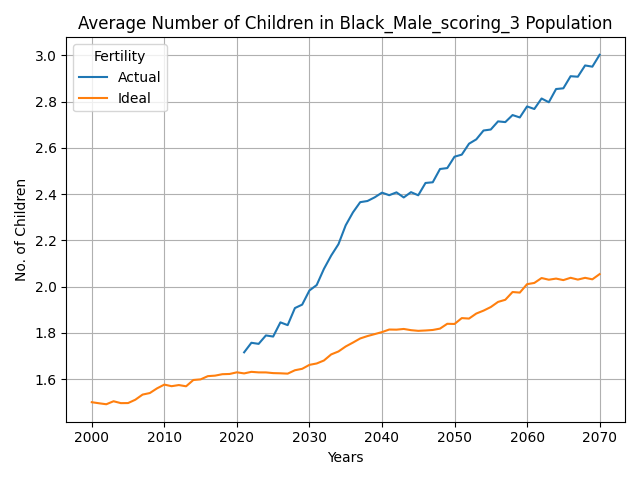 Average Number of Children in Black_Male_scoring_3 Population
Fertility
Actual
Ideal
No. of Children
3.0
2.8
2.6
2.4
2.2
2.0
1.8
1.6
2000 2010 2020 2030 2040 2050 2060 2070
Years